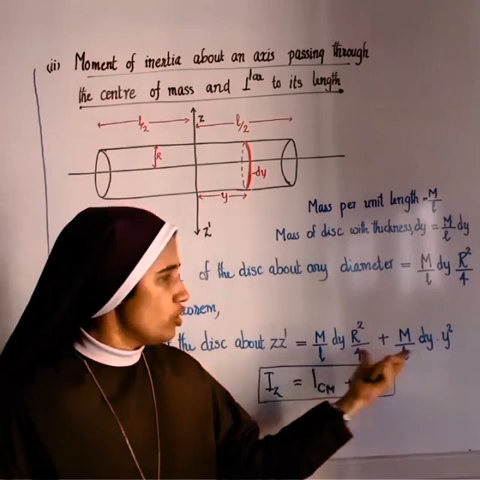 (ii) Moment of inertia about an axis passing through
the centre of mass and ⊥lar to its length.
l/2 l/2
z
R
dy
y
z'
Mass per unit length = M/l
Mass of disc with thickness, dy = M/l dy
of the disc about any diameter = M/l dy R²/4
theorem,
the disc about zz' = M/l dy R²/4 + M/l dy.y²
I_z = I_CM +